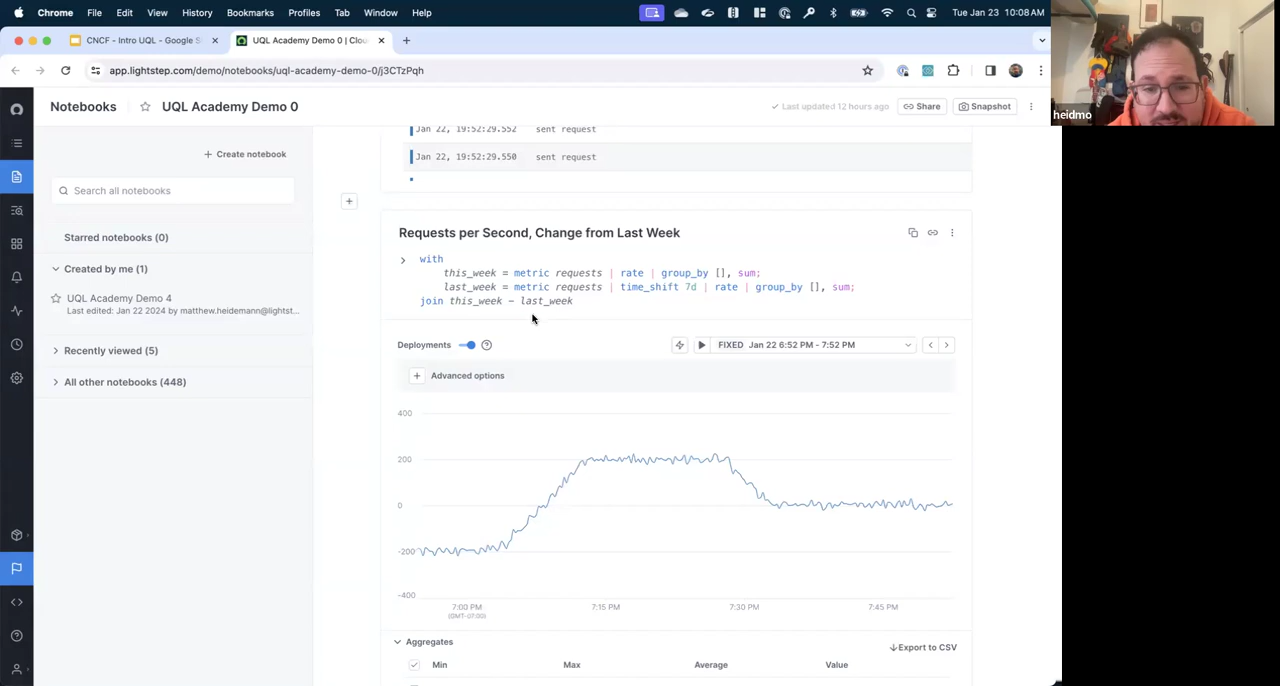 Chrome File Edit View History Bookmarks Profiles Tab Window Help Tue Jan 23 10:08 AM
CNCF - Intro UQL - Google S
UQL Academy Demo 0 | Clou
app.lightstep.com/demo/notebooks/uql-academy-demo-0/j3CTzPqh
heidmo
Notebooks
UQL Academy Demo 0
Last updated 12 hours ago
Share
Snapshot
Create notebook
Search all notebooks
Starred notebooks (0)
Created by me (1)
UQL Academy Demo 4
Last edited: Jan 22 2024 by matthew.heidemann@lightst...
Recently viewed (5)
All other notebooks (448)
Jan 22, 19:52:29.552 sent request
Jan 22, 19:52:29.550 sent request
Requests per Second, Change from Last Week
with
this_week = metric requests | rate | group_by [], sum;
last_week = metric requests | time_shift 7d | rate | group_by [], sum;
join this_week - last_week
Deployments
FIXED Jan 22 6:52 PM - 7:52 PM
Advanced options
400
200
0
-200
-400
7:00 PM 7:15 PM 7:30 PM 7:45 PM
(GMT-07:00)
Aggregates
Export to CSV
Min Max Average Value